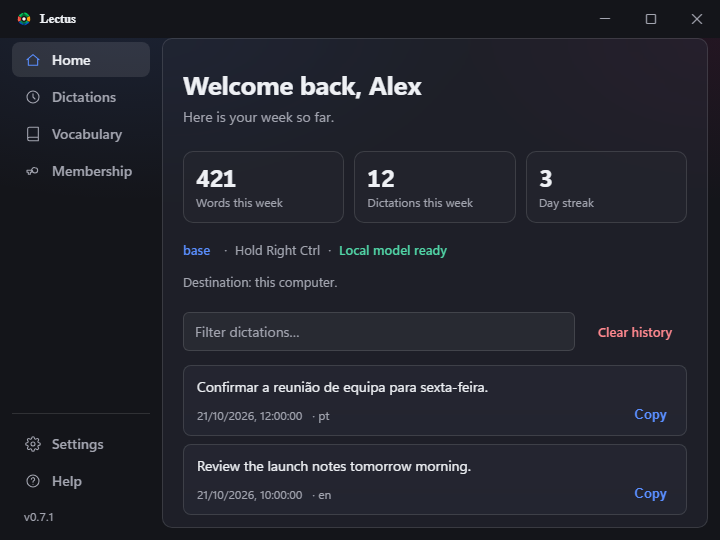 Lectus
Home
Dictations
Vocabulary
Membership
Settings
Help
v0.7.1
Welcome back, Alex
Here is your week so far.
421
Words this week
12
Dictations this week
3
Day streak
base · Hold Right Ctrl · Local model ready
Destination: this computer.
Filter dictations...
Clear history
Confirmar a reunião de equipa para sexta-feira.
21/10/2026, 12:00:00 · pt
Copy
Review the launch notes tomorrow morning.
21/10/2026, 10:00:00 · en
Copy